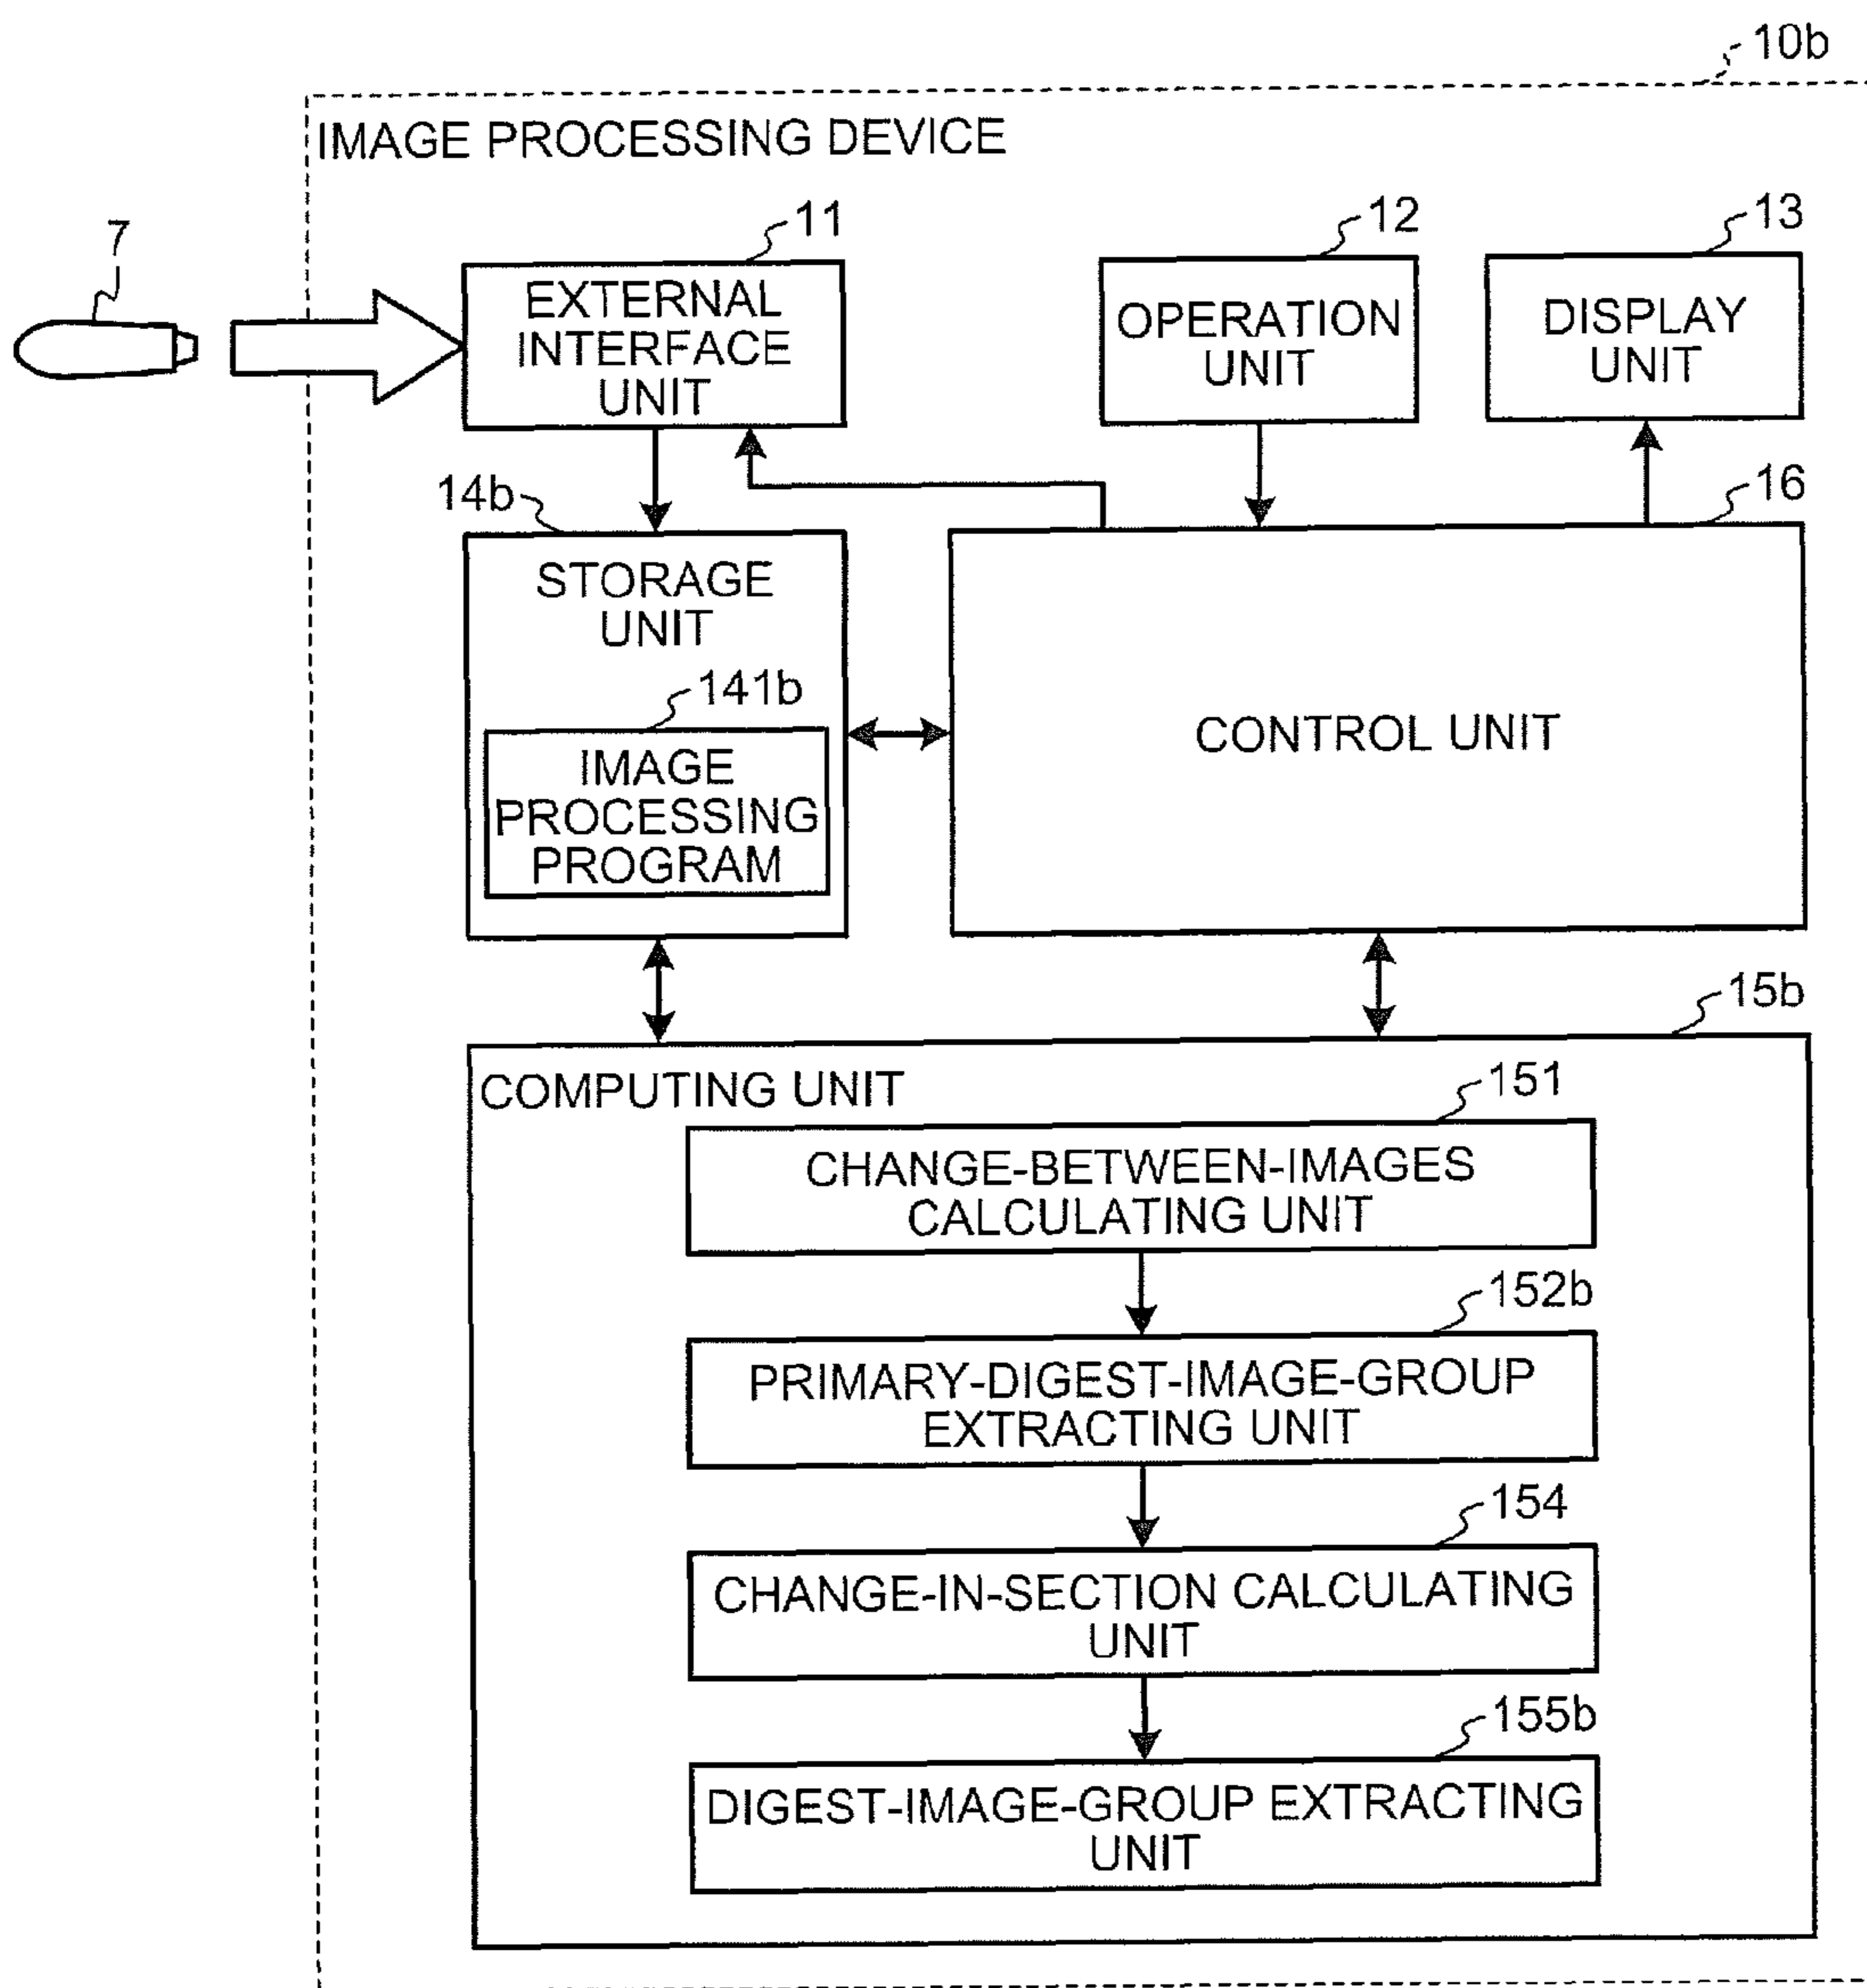 10b
IMAGE PROCESSING DEVICE
7
11
12
13
EXTERNAL
INTERFACE
UNIT
OPERATION
UNIT
DISPLAY
UNIT
14b
16
STORAGE
UNIT
141b
IMAGE
PROCESSING
PROGRAM
CONTROL UNIT
15b
COMPUTING UNIT
151
CHANGE-BETWEEN-IMAGES
CALCULATING UNIT
152b
PRIMARY-DIGEST-IMAGE-GROUP
EXTRACTING UNIT
154
CHANGE-IN-SECTION CALCULATING
UNIT
155b
DIGEST-IMAGE-GROUP EXTRACTING
UNIT